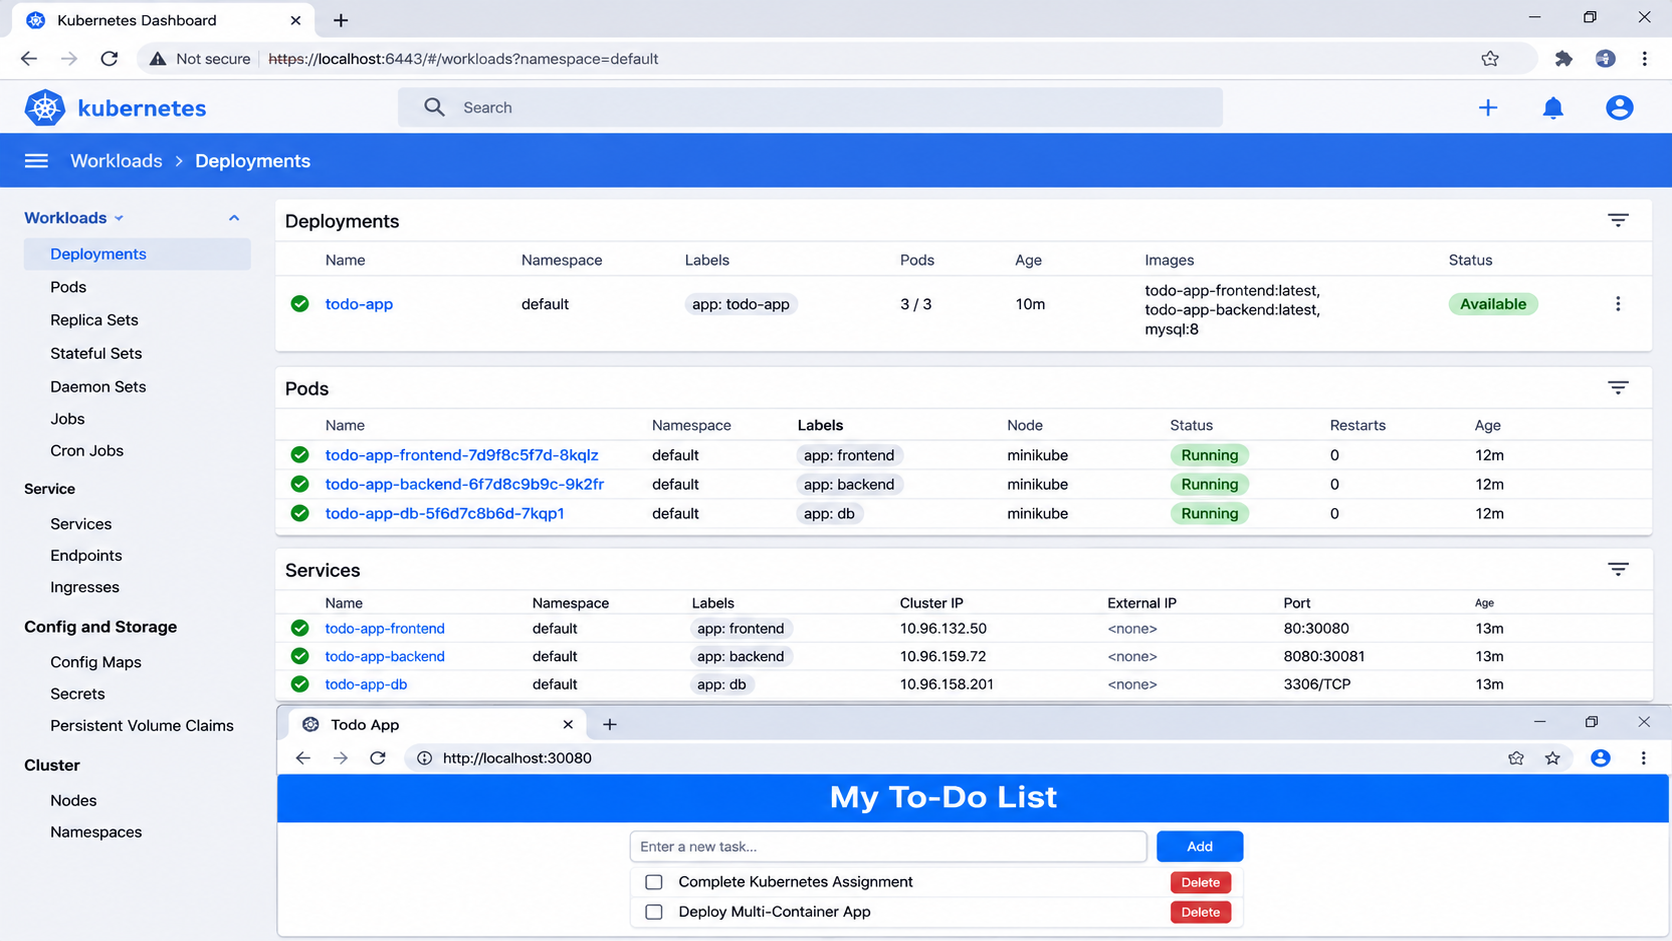 Kubernetes Dashboard
Not secure https://localhost:6443/#/workloads?namespace=default
kubernetes
Search
Workloads > Deployments
Workloads
Deployments
Pods
Replica Sets
Stateful Sets
Daemon Sets
Jobs
Cron Jobs
Service
Services
Endpoints
Ingresses
Config and Storage
Config Maps
Secrets
Persistent Volume Claims
Cluster
Nodes
Namespaces
Deployments
Name Namespace Labels Pods Age Images Status
todo-app default app: todo-app 3 / 3 10m todo-app-frontend:latest, Available
todo-app-backend:latest,
mysql:8
Pods
Name Namespace Labels Node Status Restarts Age
todo-app-frontend-7d9f8c5f7d-8kqlz default app: frontend minikube Running 0 12m
todo-app-backend-6f7d8c9b9c-9k2fr default app: backend minikube Running 0 12m
todo-app-db-5f6d7c8b6d-7kqp1 default app: db minikube Running 0 12m
Services
Name Namespace Labels Cluster IP External IP Port Age
todo-app-frontend default app: frontend 10.96.132.50 <none> 80:30080 13m
todo-app-backend default app: backend 10.96.159.72 <none> 8080:30081 13m
todo-app-db default app: db 10.96.158.201 <none> 3306/TCP 13m
Todo App
http://localhost:30080
My To-Do List
Enter a new task... Add
Complete Kubernetes Assignment Delete
Deploy Multi-Container App Delete